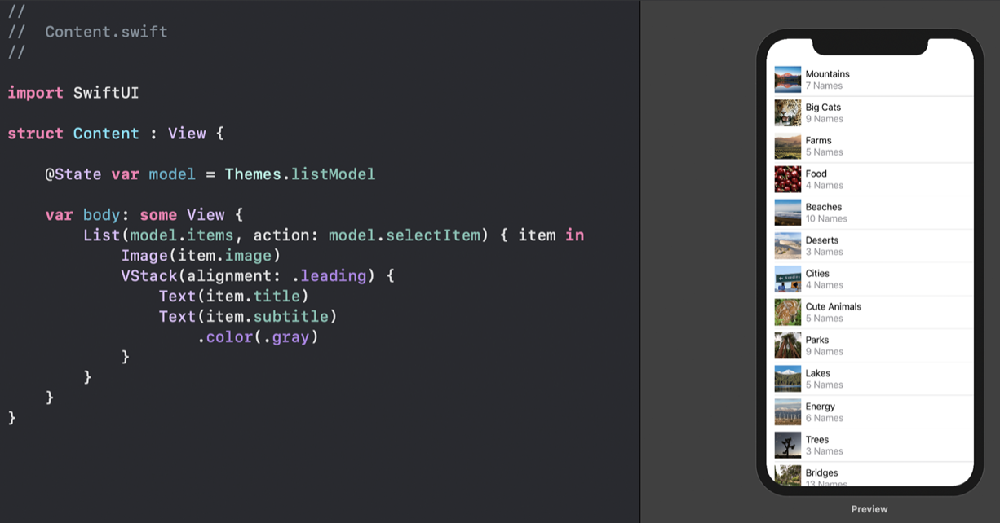 //
//  Content.swift
//
import SwiftUI
struct Content : View {
    @State var model = Themes.listModel
    var body: some View {
        List(model.items, action: model.selectItem) { item in
            Image(item.image)
            VStack(alignment: .leading) {
                Text(item.title)
                Text(item.subtitle)
                    .color(.gray)
            }
        }
    }
}
Mountains
7 Names
Big Cats
9 Names
Farms
5 Names
Food
4 Names
Beaches
10 Names
Deserts
3 Names
Cities
4 Names
Cute Animals
5 Names
Parks
9 Names
Lakes
5 Names
Energy
6 Names
Trees
3 Names
Bridges
13 Names
Preview